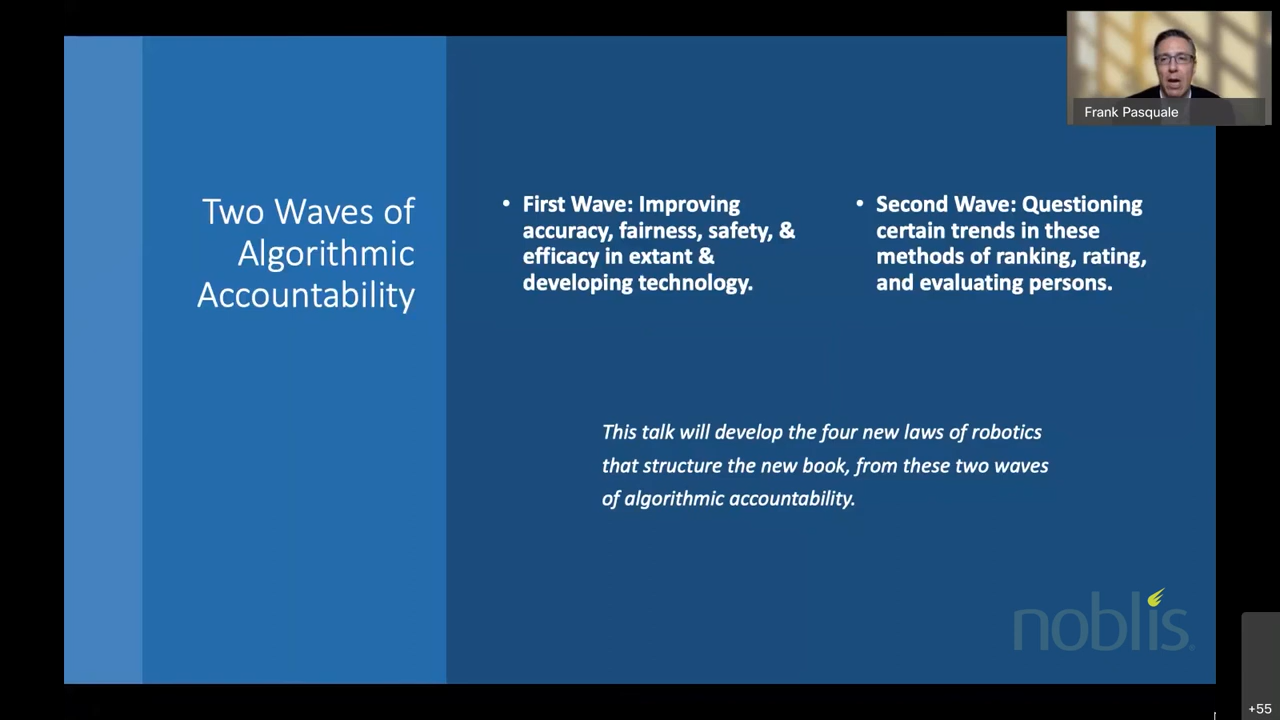 Frank Pasquale
Two Waves of
Algorithmic
Accountability
• First Wave: Improving
accuracy, fairness, safety, &
efficacy in extant &
developing technology.
• Second Wave: Questioning
certain trends in these
methods of ranking, rating,
and evaluating persons.
This talk will develop the four new laws of robotics
that structure the new book, from these two waves
of algorithmic accountability.
noblis®
+55